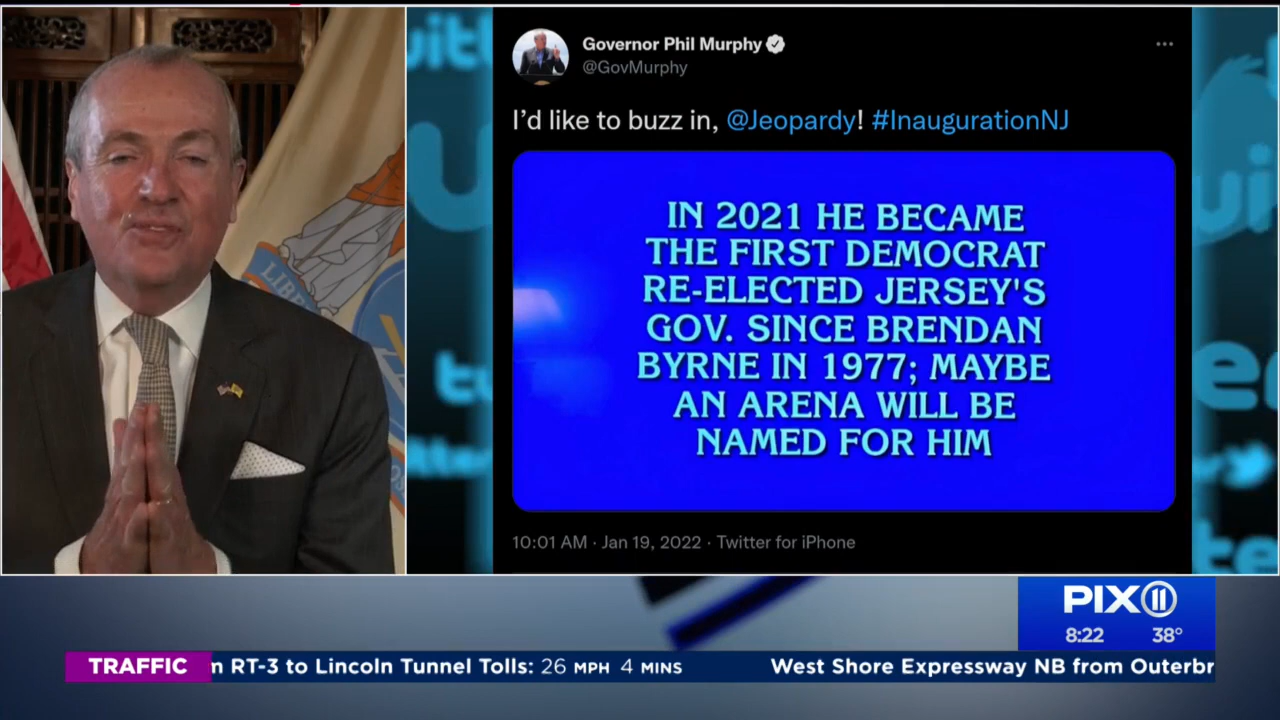 Governor Phil Murphy
@GovMurphy
I'd like to buzz in, @Jeopardy! #InaugurationNJ
IN 2021 HE BECAME
THE FIRST DEMOCRAT
RE-ELECTED JERSEY'S
GOV. SINCE BRENDAN
BYRNE IN 1977; MAYBE
AN ARENA WILL BE
NAMED FOR HIM
10:01 AM · Jan 19, 2022 · Twitter for iPhone
LIBE
PIX11
8:22 38°
TRAFFIC m RT-3 to Lincoln Tunnel Tolls: 26 MPH 4 MINS West Shore Expressway NB from Outerbr